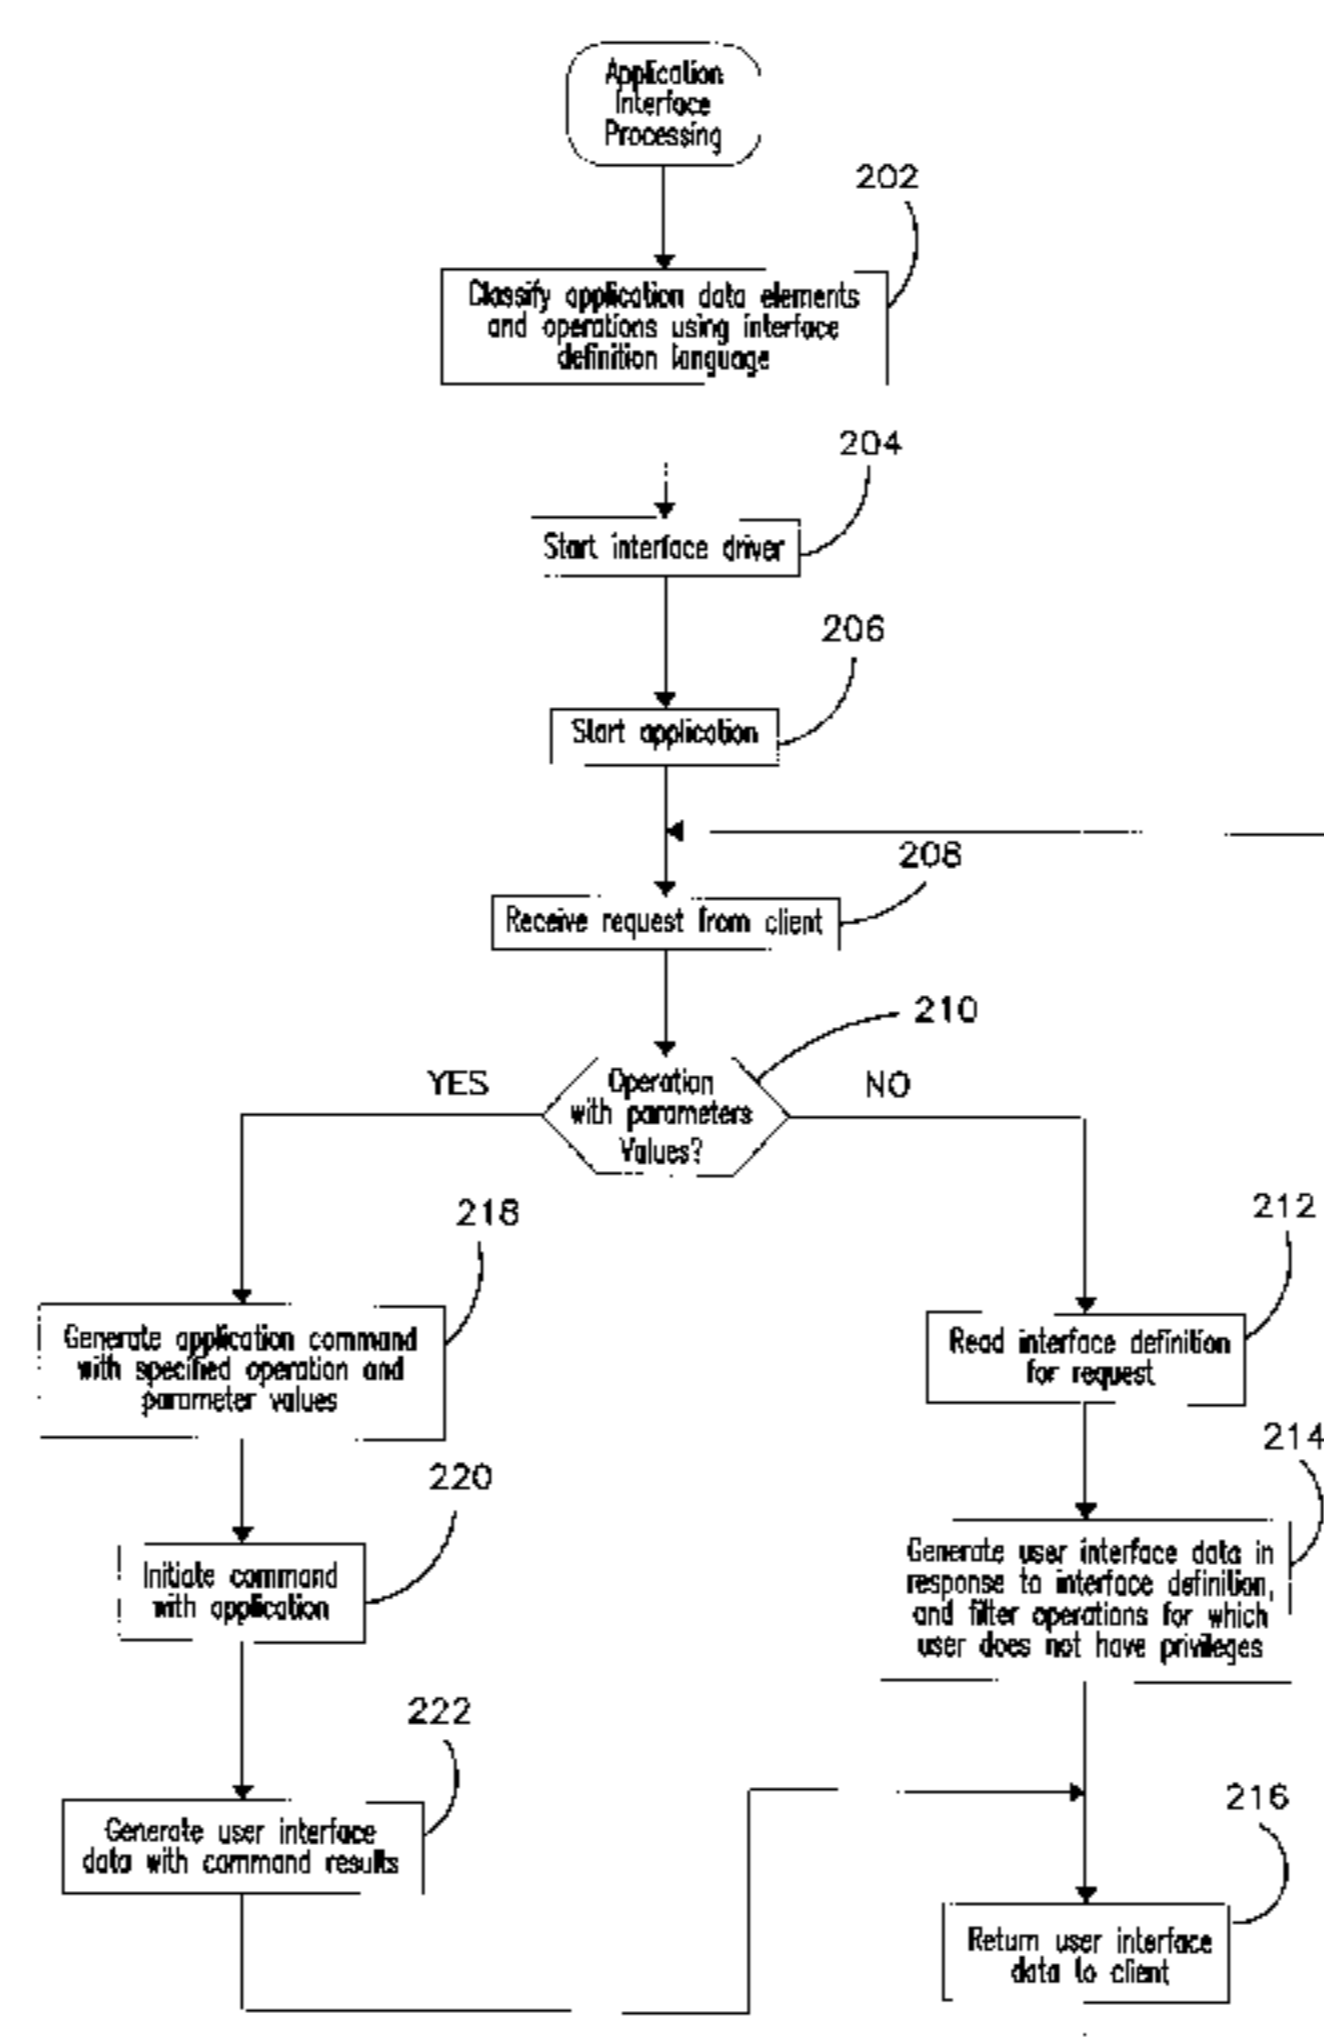 Application
Interface
Processing
202
Classify application data elements
and operations using interface
definition language
204
Start interface driver
206
Start application
208
Receive request from client
210
YES
NO
Operation
with parameters
Values?
218
212
Generate application command
with specified operation and
parameter values
Read interface definition
for request
214
220
Initiate command
with application
Generate user interface data in
response to interface definition,
and filter operations for which
user does not have privileges
222
216
Generate user interface
data with command results
Return user interface
data to client